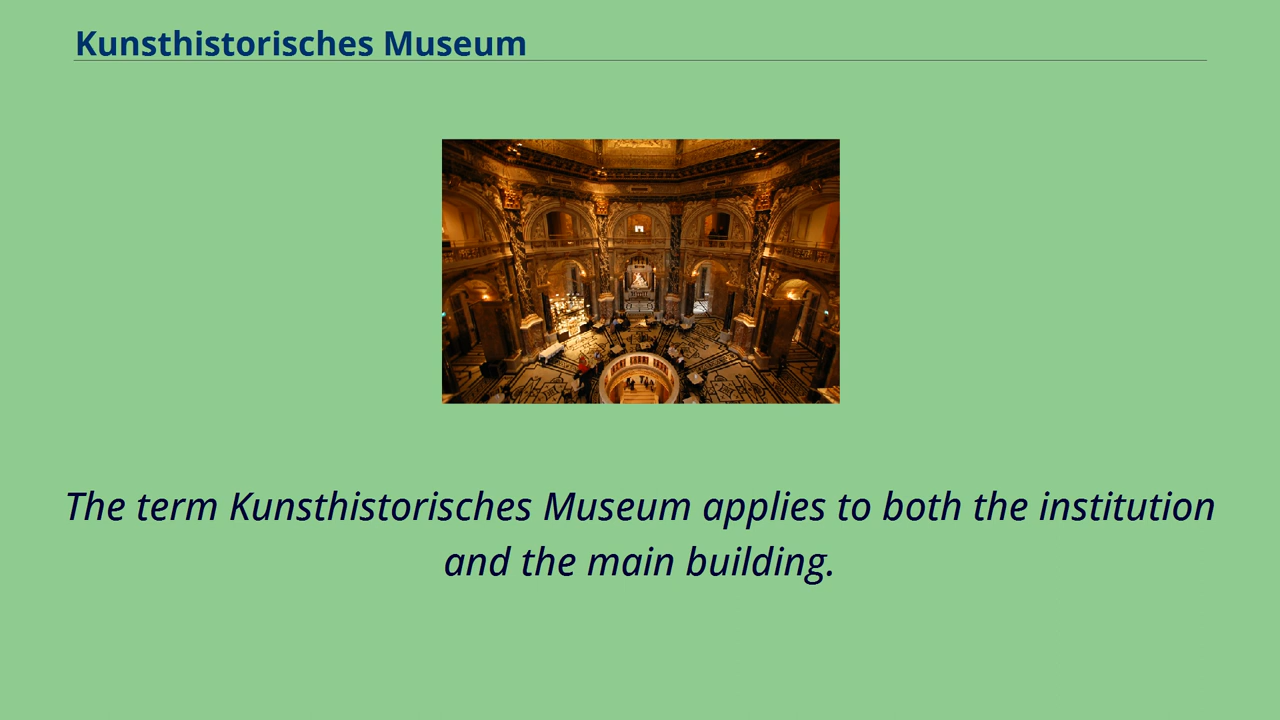 Kunsthistorisches Museum
The term Kunsthistorisches Museum applies to both the institution
and the main building.